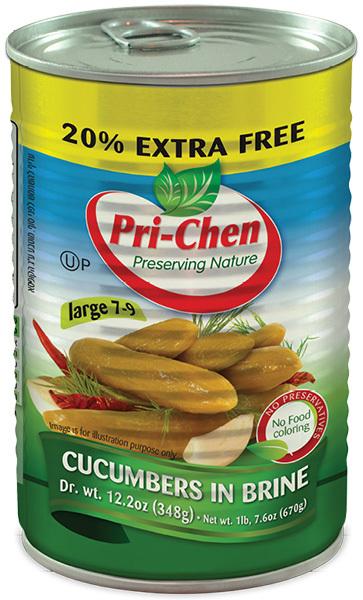 20% EXTRA FREE
Pri-Chen
Preserving Nature
U P
large 7-9
NO PRESERVATIVES
No Food
coloring
Image is for illustration purpose only
CUCUMBERS IN BRINE
Dr. wt. 12.2oz (348g) • Net wt. 1lb, 7.6oz (670g)